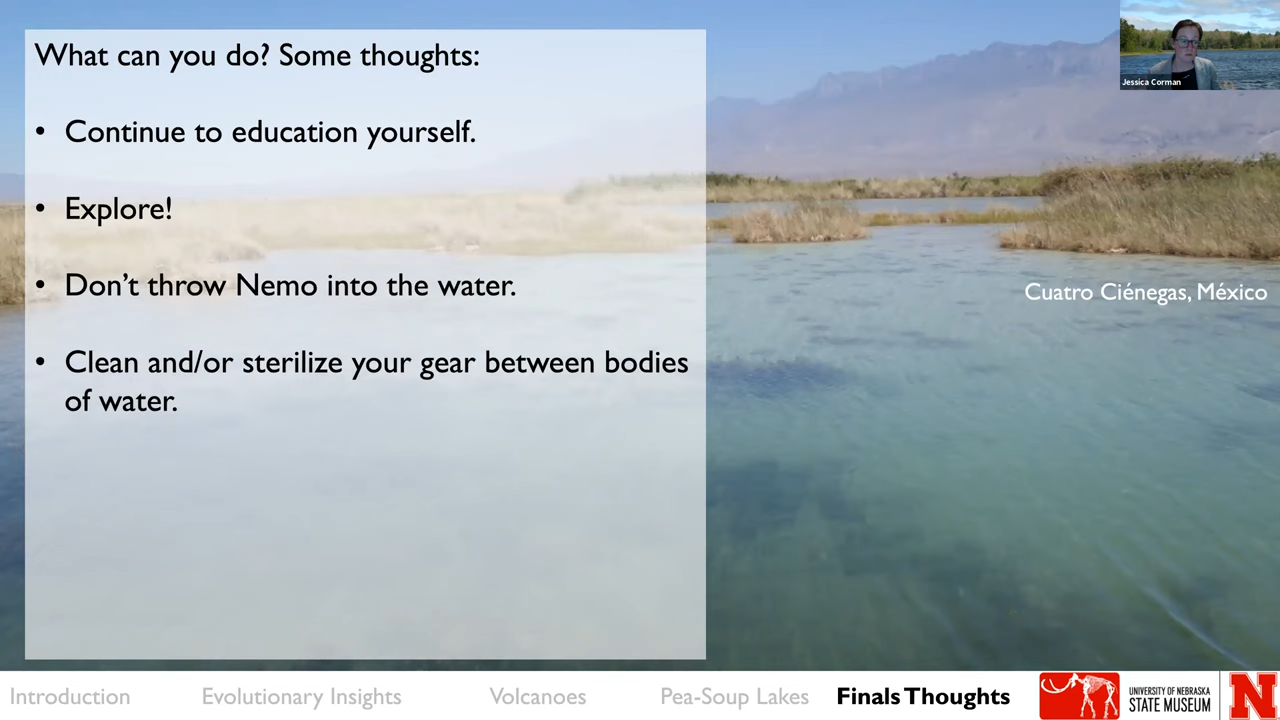 What can you do? Some thoughts:
• Continue to education yourself.
• Explore!
• Don’t throw Nemo into the water.
• Clean and/or sterilize your gear between bodies
of water.
Jessica Corman
Cuatro Ciénegas, México
Introduction
Evolutionary Insights
Volcanoes
Pea-Soup Lakes
Finals Thoughts
UNIVERSITY OF NEBRASKA
STATE MUSEUM
N